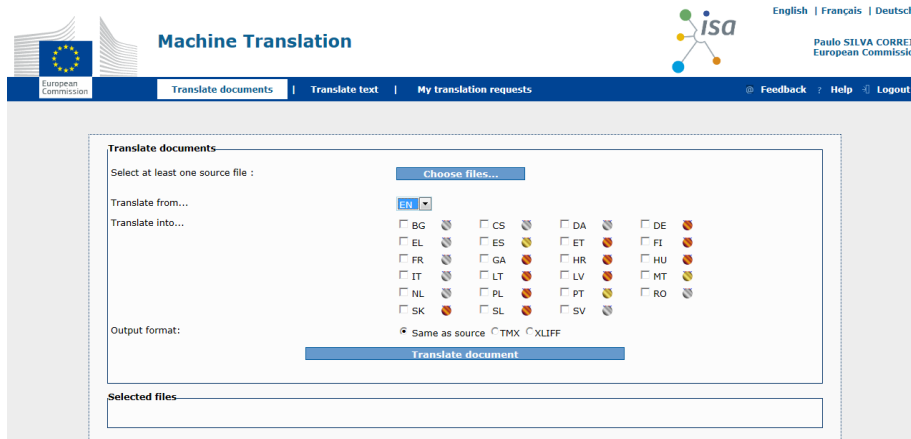 English | Français | Deutsch
isa
Machine Translation
Paulo SILVA
European
European
Commission
Translate documents | Translate text | My translation requests
@ Feedback ? Help Logout
Translate documents
Select at least one source file :
Choose files...
Translate from...
EN
Translate into...
BG CS DA DE
EL ES ET FI
FR GA HR HU
IT LT LV MT
NL PL PT RO
SK SL SV
Output format:
Same as source TMX XLIFF
Translate document
Selected files